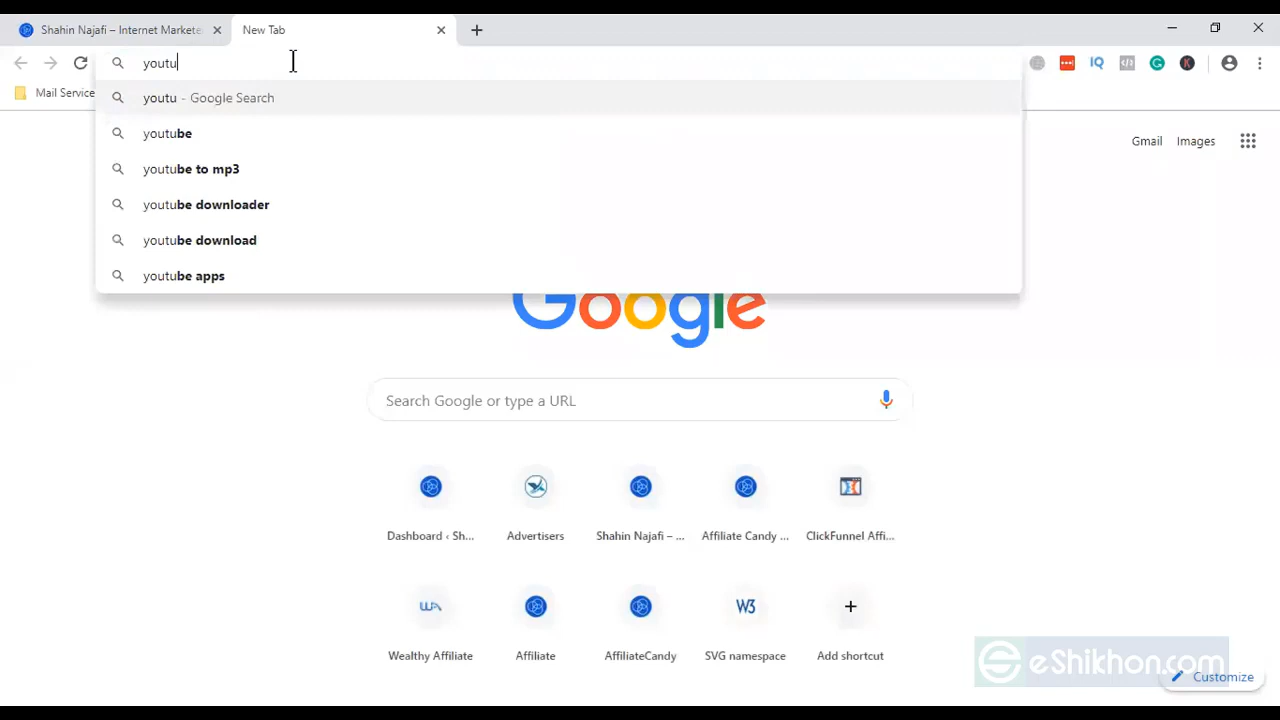 Shahin Najafi – Internet Markete
New Tab
youtu
youtu - Google Search
Mail Service
youtube
Gmail
Images
youtube to mp3
youtube downloader
youtube download
youtube apps
Google
Search Google or type a URL
Dashboard ‹ Sh...
Advertisers
Shahin Najafi – ...
Affiliate Candy ...
ClickFunnel Affi...
W3
Wealthy Affiliate
Affiliate
AffiliateCandy
SVG namespace
Add shortcut
eShikhon.com
Customize